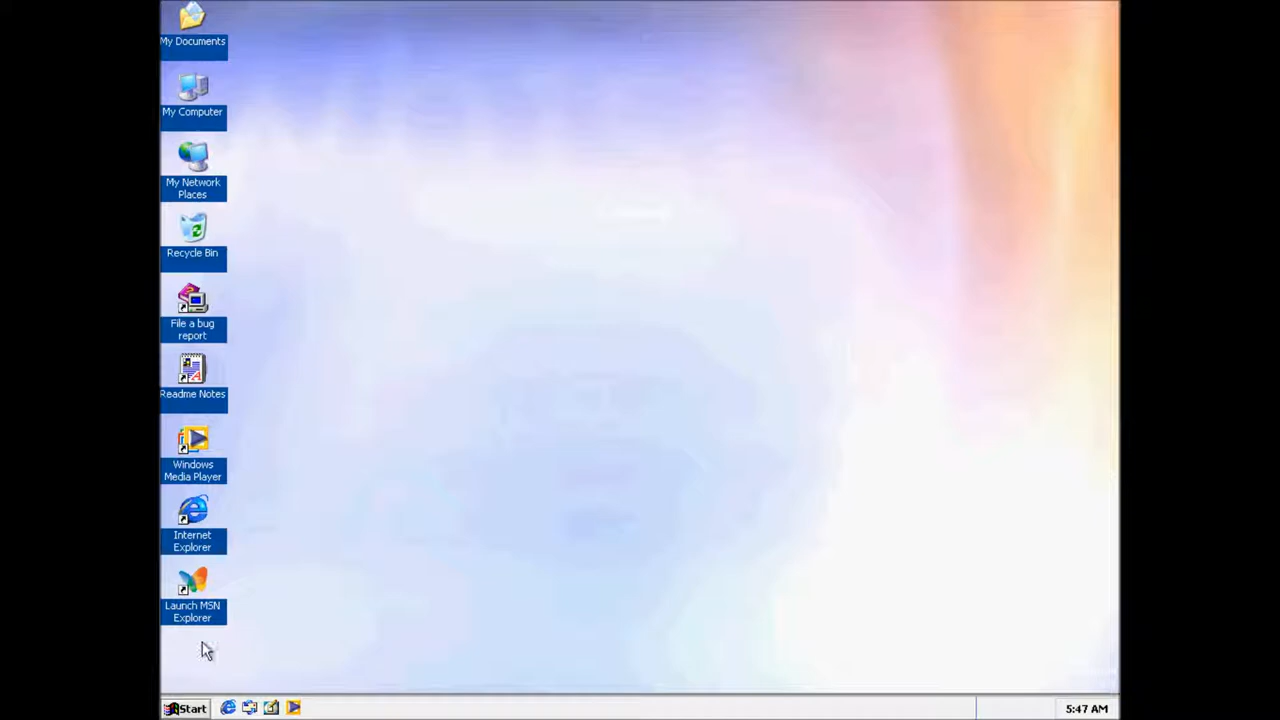 My Documents
My Computer
My Network
Places
Recycle Bin
File a bug
report
Readme Notes
Windows
Media Player
Internet
Explorer
Launch MSN
Explorer
Start
5:47 AM